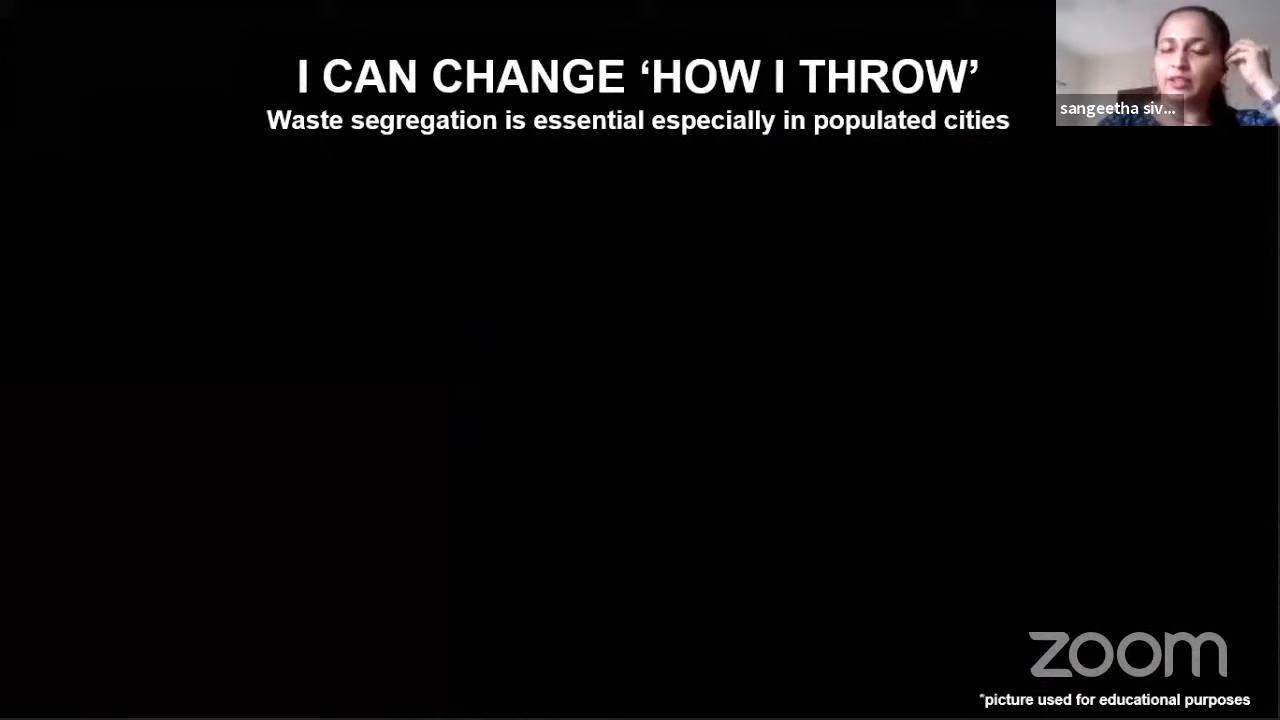 I CAN CHANGE ‘HOW I THROW’
Waste segregation is essential especially in populated cities
sangeetha siv...
zoom
*picture used for educational purposes